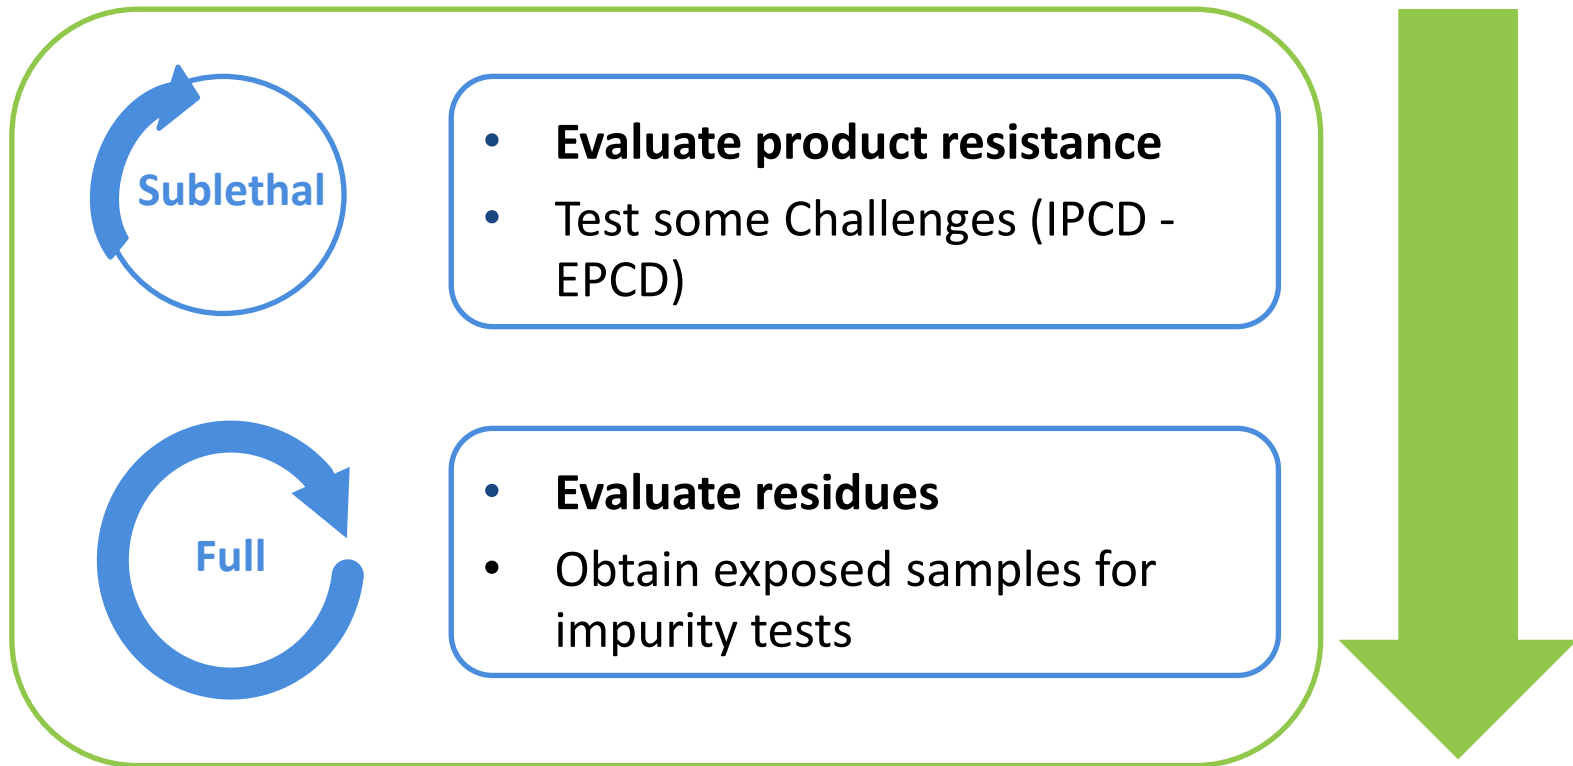 Sublethal
• Evaluate product resistance
• Test some Challenges (IPCD -
EPCD)
Full
• Evaluate residues
• Obtain exposed samples for
impurity tests